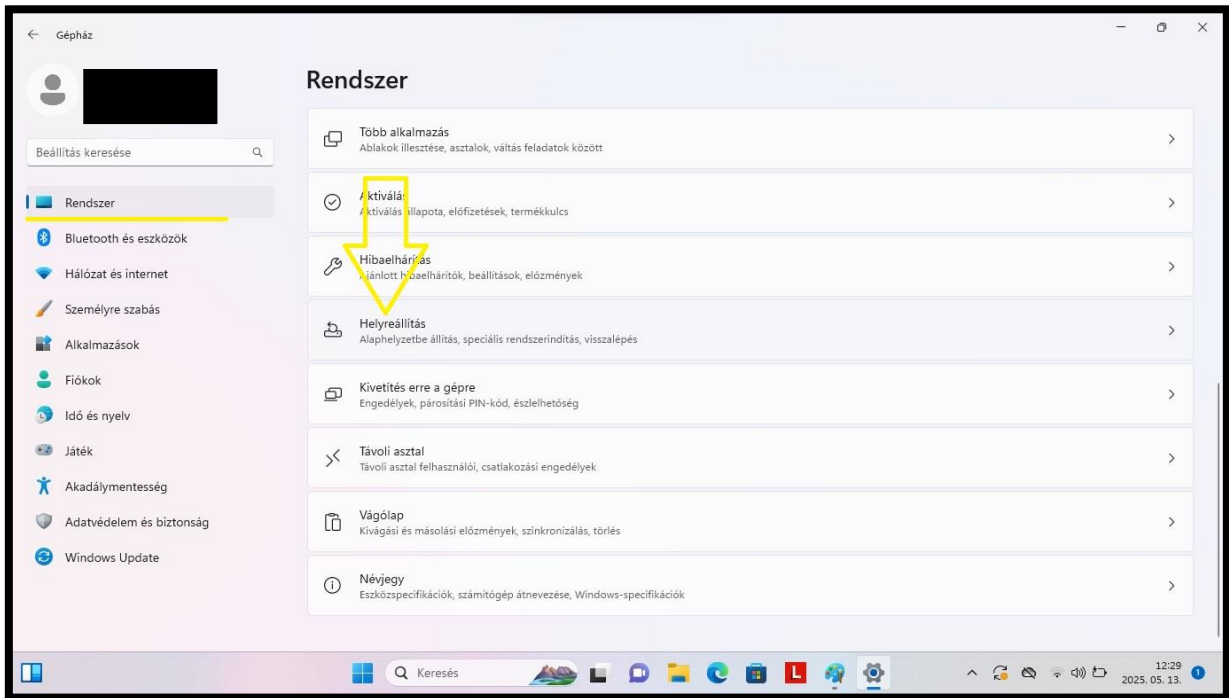 Gépház
Rendszer
Beállítás keresése
Rendszer
Bluetooth és eszközök
Hálózat és internet
Személyre szabás
Alkalmazások
Fiókok
Idő és nyelv
Játék
Akadálymentesség
Adatvédelem és biztonság
Windows Update
Több alkalmazás
Ablakok illesztése, asztalok, váltás feladatok között
Aktiválás
Aktiválás állapota, előfizetések, termékkulcs
Hibaelhárítás
Ajánlott hibaelhárítók, beállítások, előzmények
Helyreállítás
Alaphelyzetbe állítás, speciális rendszerindítás, visszalépés
Kivetítés erre a gépre
Engedélyek, párosítási PIN-kód, észlelhetőség
Távoli asztal
Távoli asztal felhasználói, csatlakozási engedélyek
Vágólap
Kivágási és másolási előzmények, szinkronizálás, törlés
Névjegy
Eszközspecifikációk, számítógép átnevezése, Windows-specifikációk
Keresés
L
12:29
2025. 05. 13.
1